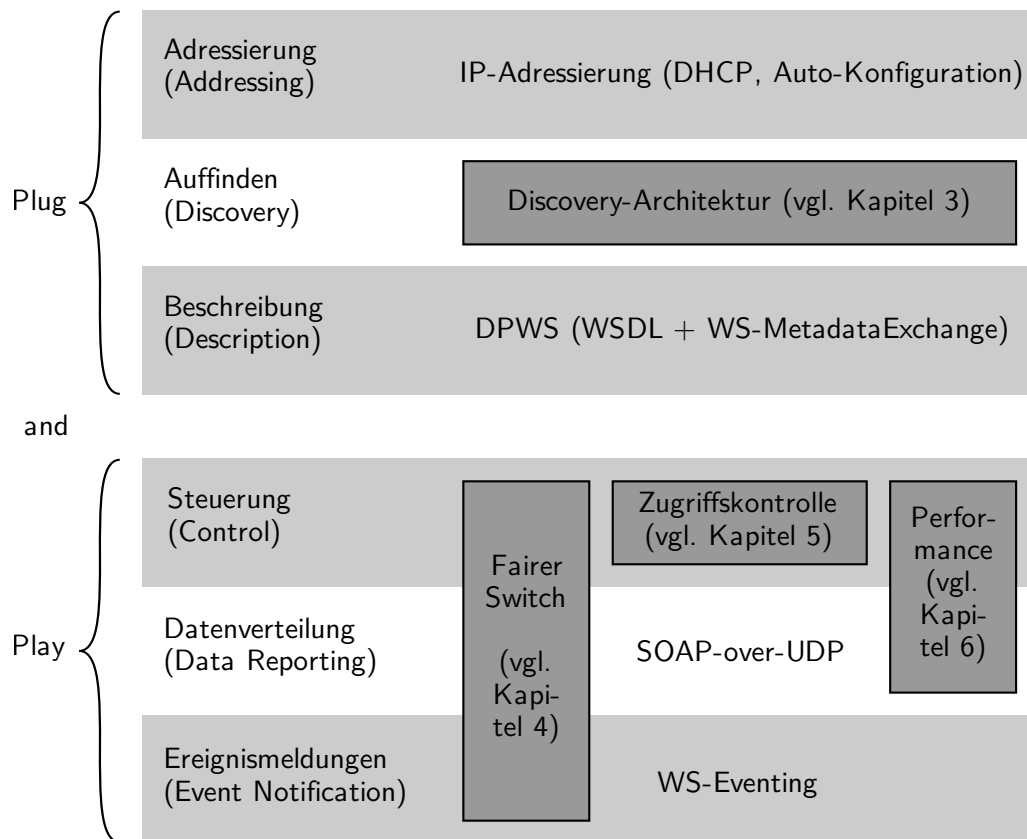 Adressierung
(Addressing)
IP-Adressierung (DHCP, Auto-Konfiguration)
Plug
Auffinden
(Discovery)
Discovery-Architektur (vgl. Kapitel 3)
Beschreibung
(Description)
DPWS (WSDL + WS-MetadataExchange)
and
Steuerung
(Control)
Zugriffskontrolle
(vgl. Kapitel 5)
Perfor-
mance
(vgl.
Kapi-
tel 6)
Fairer
Switch
(vgl.
Kapi-
tel 4)
Play
Datenverteilung
(Data Reporting)
SOAP-over-UDP
Ereignismeldungen
(Event Notification)
WS-Eventing